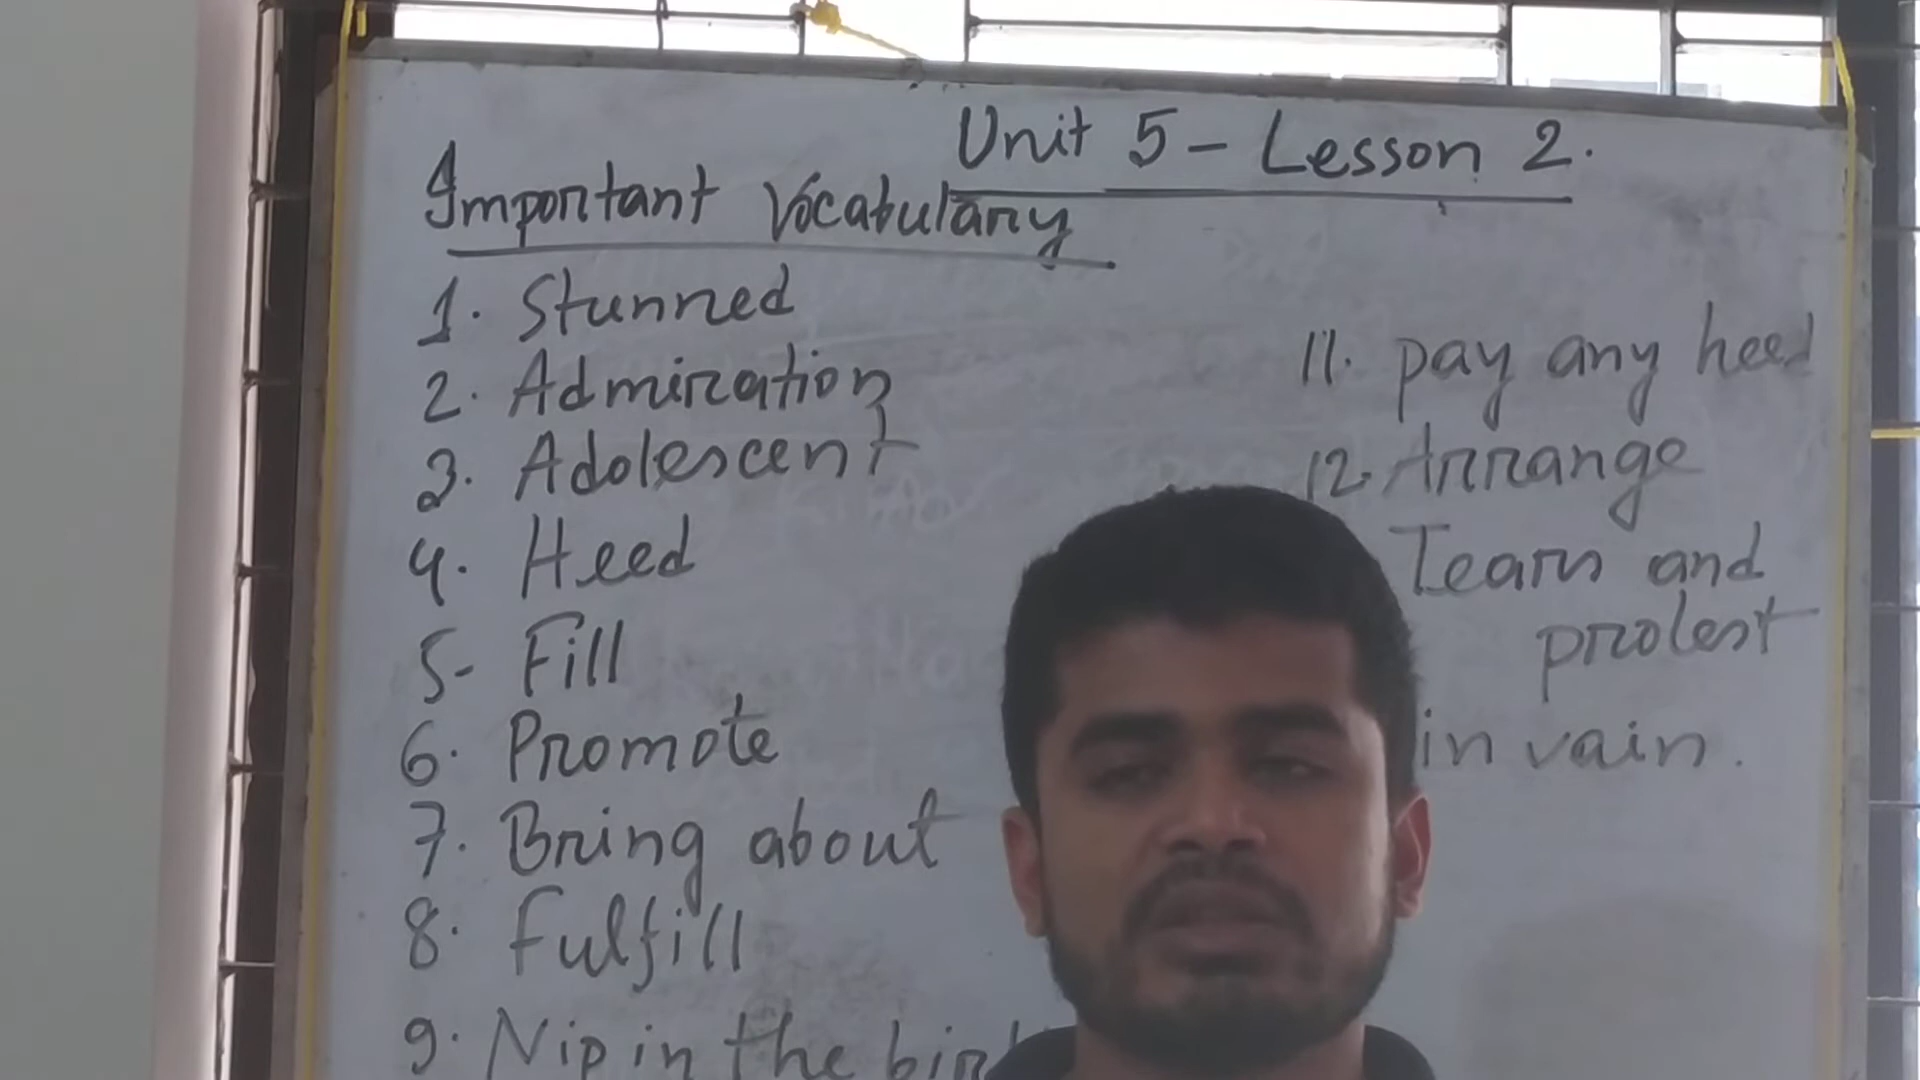 Unit 5 - Lesson 2.
Important Vocabulary
1. Stunned
2. Admiration
3. Adolescent
4. Heed
5- Fill
6. Promote
7. Bring about
8. Fulfill
9. Nip in the
11. pay any heed
12. Arrange
Tears and
protest
in vain.